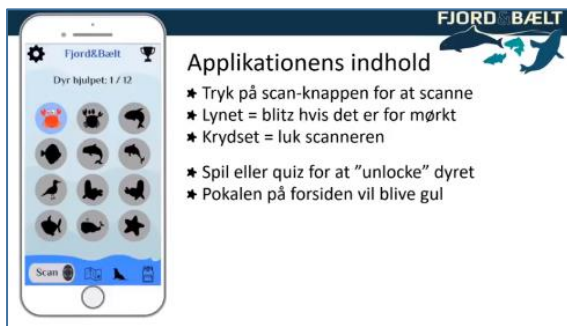 FJORD BÆLT
Fjord&Bælt
Dyr hjulpet: 1 / 12
Scan
Applikationens indhold
Tryk på scan-knappen for at scanne
Lynet = blitz hvis det er for mørkt
Krydset = luk scanneren
Spil eller quiz for at ”unlocke” dyret
Pokalen på forsiden vil blive gul